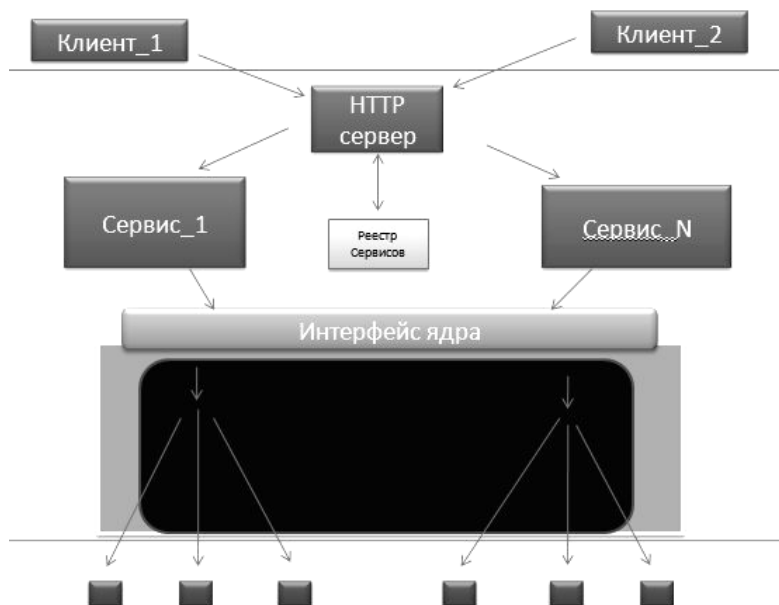 Клиент_1
Клиент_2
HTTP
сервер
Сервис_1
Реестр
Сервисов
Сервис_N
Интерфейс ядра